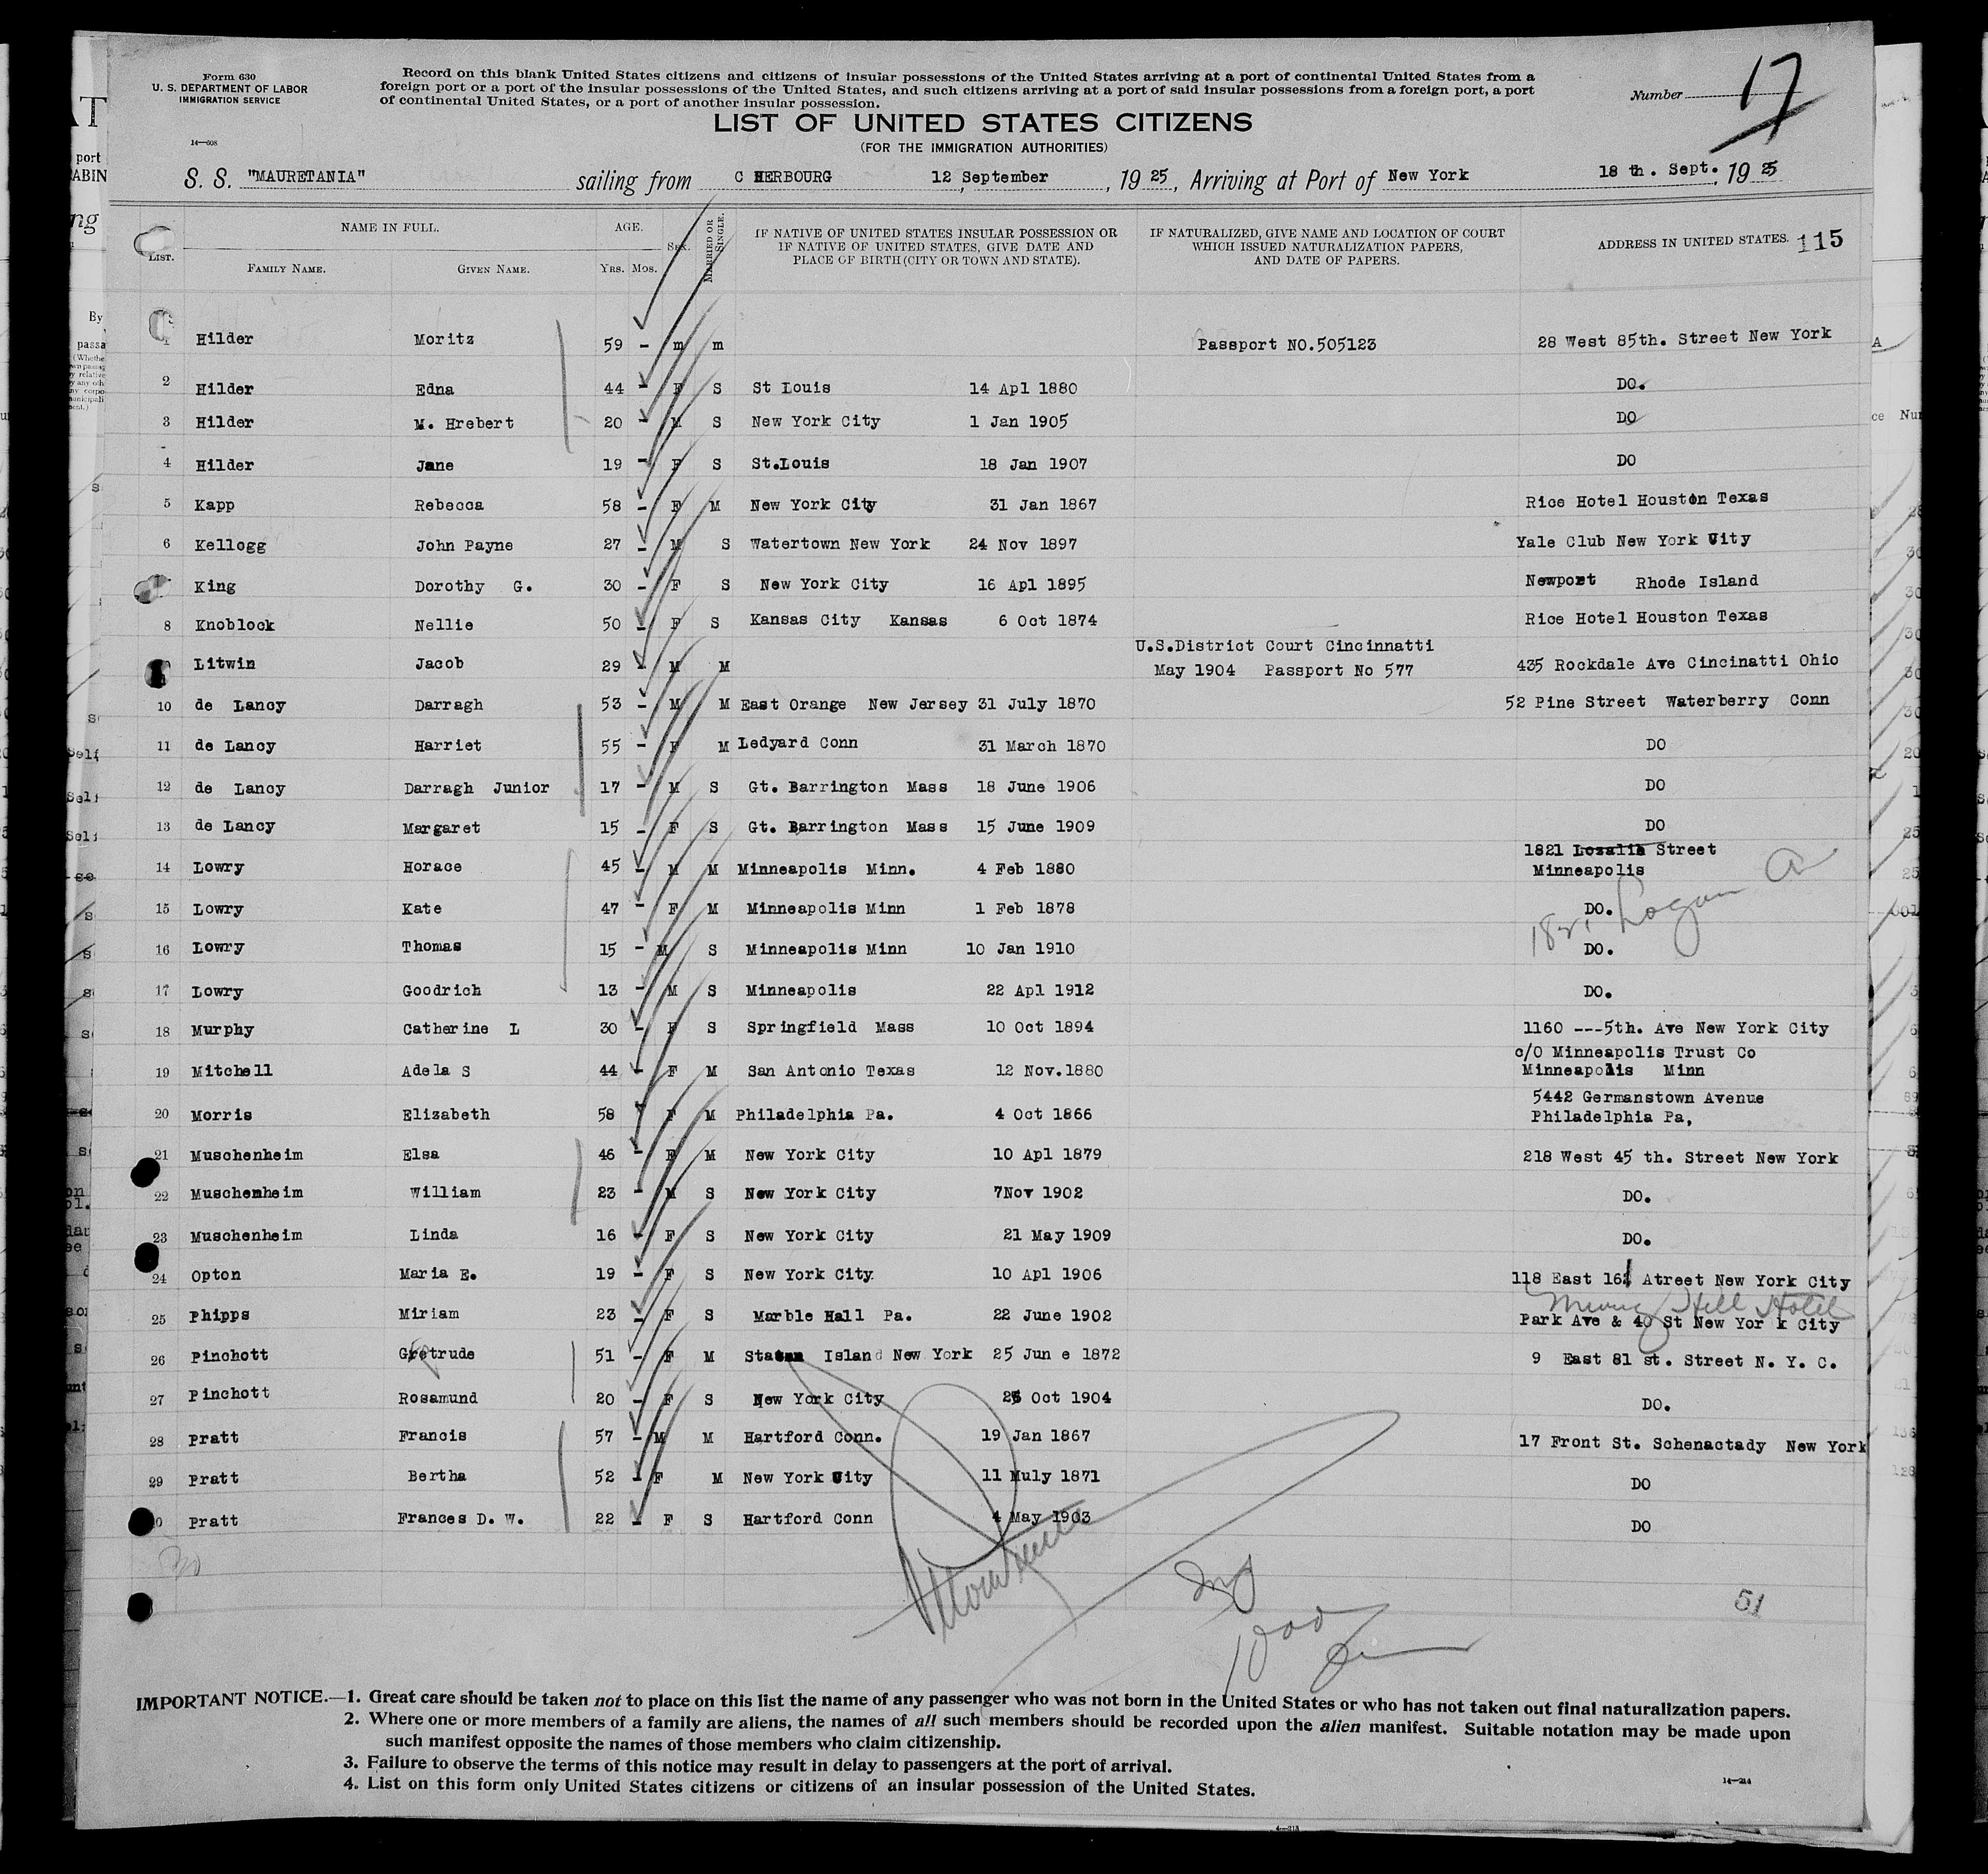 Form 630
U. S. DEPARTMENT OF LABOR
IMMIGRATION SERVICE
14—608
Record on this blank United States citizens and citizens of insular possessions of the United States arriving at a port of continental United States from a
foreign port or a port of the insular possessions of the United States, and such citizens arriving at a port of said insular possessions from a foreign port, a port
of continental United States, or a port of another insular possession.
Number 17
LIST OF UNITED STATES CITIZENS
(FOR THE IMMIGRATION AUTHORITIES)
S. S. "MAURETANIA" sailing from C HERBOURG 12 September, 1925, Arriving at Port of New York 18 th. Sept. 1925
LIST. NAME IN FULL. AGE. SEX. MARRIED OR SINGLE. IF NATIVE OF UNITED STATES INSULAR POSSESSION OR IF NATIVE OF UNITED STATES, GIVE DATE AND PLACE OF BIRTH (CITY OR TOWN AND STATE). IF NATURALIZED, GIVE NAME AND LOCATION OF COURT WHICH ISSUED NATURALIZATION PAPERS, AND DATE OF PAPERS. ADDRESS IN UNITED STATES. 115
FAMILY NAME. GIVEN NAME. YRS. MOS.
1 Hilder Moritz 59 - m m Passport NO.505123 28 West 85th. Street New York
2 Hilder Edna 44 - F S St Louis 14 Apl 1880 DO.
3 Hilder M. Hrebert 20 - M S New York City 1 Jan 1905 DO
4 Hilder Jane 19 - F S St.Louis 18 Jan 1907 DO
5 Kapp Rebecca 58 - F M New York City 31 Jan 1867 Rice Hotel Houston Texas
6 Kellogg John Payne 27 - M S Watertown New York 24 Nov 1897 Yale Club New York Vity
King Dorothy G. 30 - F S New York City 16 Apl 1895 Newport Rhode Island
8 Knoblock Nellie 50 - F S Kansas City Kansas 6 Oct 1874 Rice Hotel Houston Texas
Litwin Jacob 29 - M M U.S.District Court Cincinnatti
May 1904 Passport No 577 435 Rockdale Ave Cincinatti Ohio
10 de Lancy Darragh 53 - M M East Orange New Jersey 31 July 1870 52 Pine Street Waterberry Conn
11 de Lancy Harriet 55 - F M Ledyard Conn 31 March 1870 DO
12 de Lancy Darragh Junior 17 - M S Gt. Barrington Mass 18 June 1906 DO
13 de Lancy Margaret 15 - F S Gt. Barrington Mass 15 June 1909 DO
14 Lowry Horace 45 - M M Minneapolis Minn. 4 Feb 1880 1821 Street
Minneapolis
15 Lowry Kate 47 - F M Minneapolis Minn 1 Feb 1878 DO.
1821 Logan A
16 Lowry Thomas 15 - M S Minneapolis Minn 10 Jan 1910 DO.
17 Lowry Goodrich 13 - M S Minneapolis 22 Apl 1912 DO.
18 Murphy Catherine L 30 - F S Springfield Mass 10 Oct 1894 1160 ---5th. Ave New York City
19 Mitchell Adela S 44 - F M San Antonio Texas 12 Nov.1880 c/O Minneapolis Trust Co
Minneapolis Minn
20 Morris Elizabeth 58 F M Philadelphia Pa. 4 Oct 1866 5442 Germanstown Avenue
Philadelphia Pa,
21 Muschenheim Elsa 46 - F M New York City 10 Apl 1879 218 West 45 th. Street New York
22 Muschenheim William 23 - M S New York City 7Nov 1902 DO.
23 Muschenheim Linda 16 - F S New York City 21 May 1909 DO.
24 Opton Maria E. 19 - F S New York City 10 Apl 1906 118 East Atreet New York City
Hill Hotel
25 Phipps Miriam 23 - F S Marble Hall Pa. 22 June 1902 Park Ave & 40 St New Yor k City
26 Pinchott Gretrude 51 - F M Staten Island New York 25 Jun e 1872 9 East 81 st. Street N. Y. C.
27 Pinchott Rosamund 20 - F S New York City Oct 1904 DO.
28 Pratt Francis 57 - M M Hartford Conn. 19 Jan 1867 17 Front St. Schenactady New York
29 Pratt Bertha 52 - F M New York Uity 11 Muly 1871 DO
Pratt Frances D. W. 22 - F S Hartford Conn 4 May 1903 DO
30
51
IMPORTANT NOTICE.—1. Great care should be taken not to place on this list the name of any passenger who was not born in the United States or who has not taken out final naturalization papers.
2. Where one or more members of a family are aliens, the names of all such members should be recorded upon the alien manifest. Suitable notation may be made upon
such manifest opposite the names of those members who claim citizenship.
3. Failure to observe the terms of this notice may result in delay to passengers at the port of arrival.
4. List on this form only United States citizens or citizens of an insular possession of the United States.
14—214